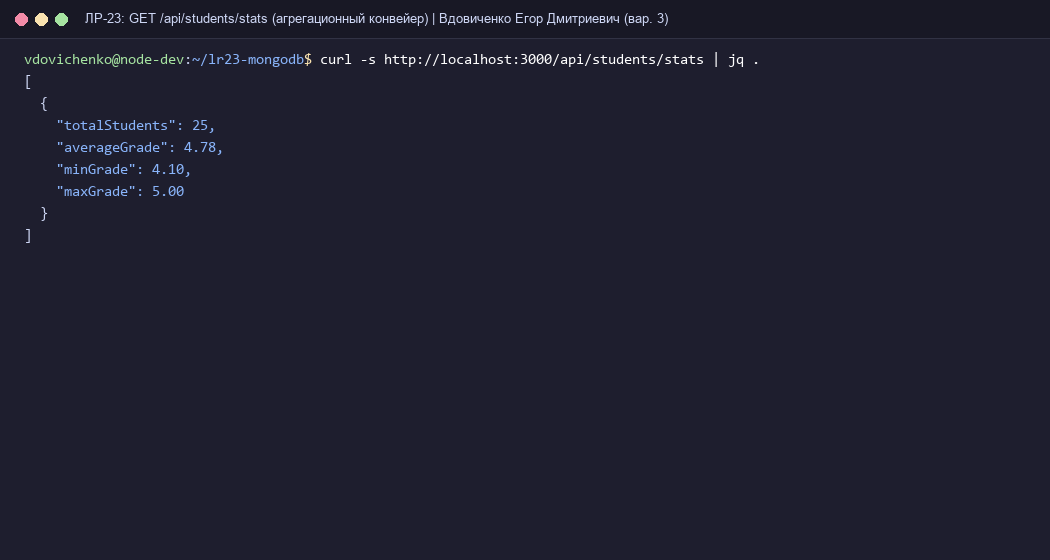 ЛР-23: GET /api/students/stats (агрегационный конвейер) | Вдовиченко Егор Дмитриевич (вар. 3)
vdovichenko@node-dev:~/lr23-mongodb$ curl -s http://localhost:3000/api/students/stats | jq .
[
  {
    "totalStudents": 25,
    "averageGrade": 4.78,
    "minGrade": 4.10,
    "maxGrade": 5.00
  }
]